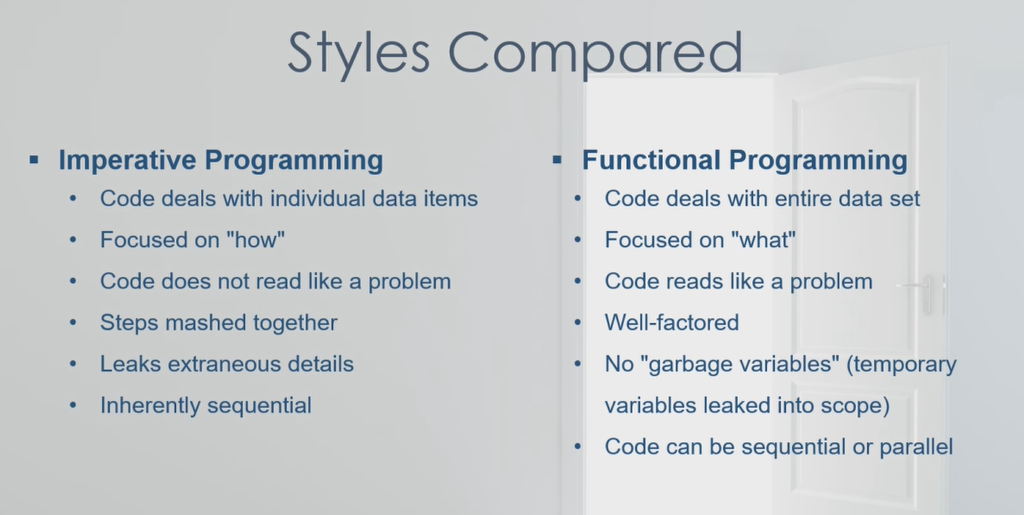 Styles Compared
▪ Imperative Programming
• Code deals with individual data items
• Focused on "how"
• Code does not read like a problem
• Steps mashed together
• Leaks extraneous details
• Inherently sequential
▪ Functional Programming
• Code deals with entire data set
• Focused on "what"
• Code reads like a problem
• Well-factored
• No "garbage variables" (temporary
variables leaked into scope)
• Code can be sequential or parallel